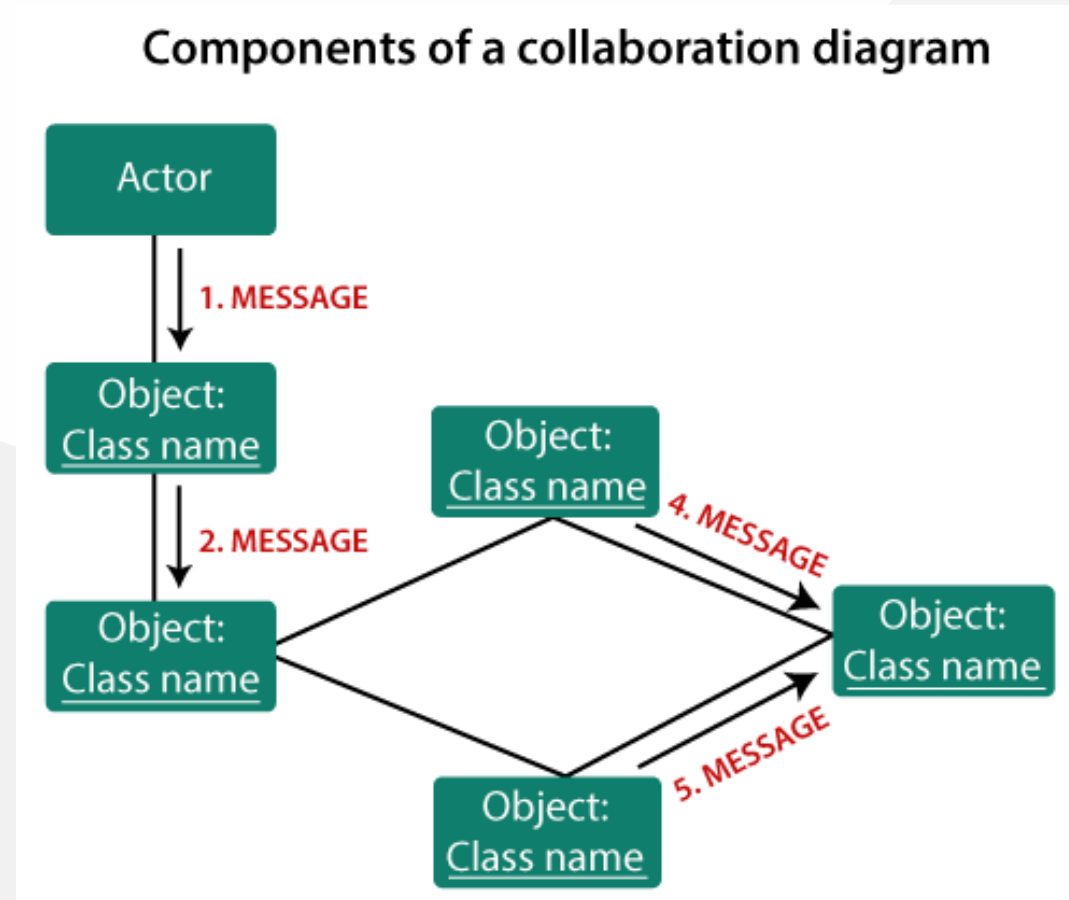 Components of a collaboration diagram
Actor
1. MESSAGE
Object:
Class name
2. MESSAGE
Object:
Class name
Object:
Class name
4. MESSAGE
Object:
Class name
5. MESSAGE
Object:
Class name